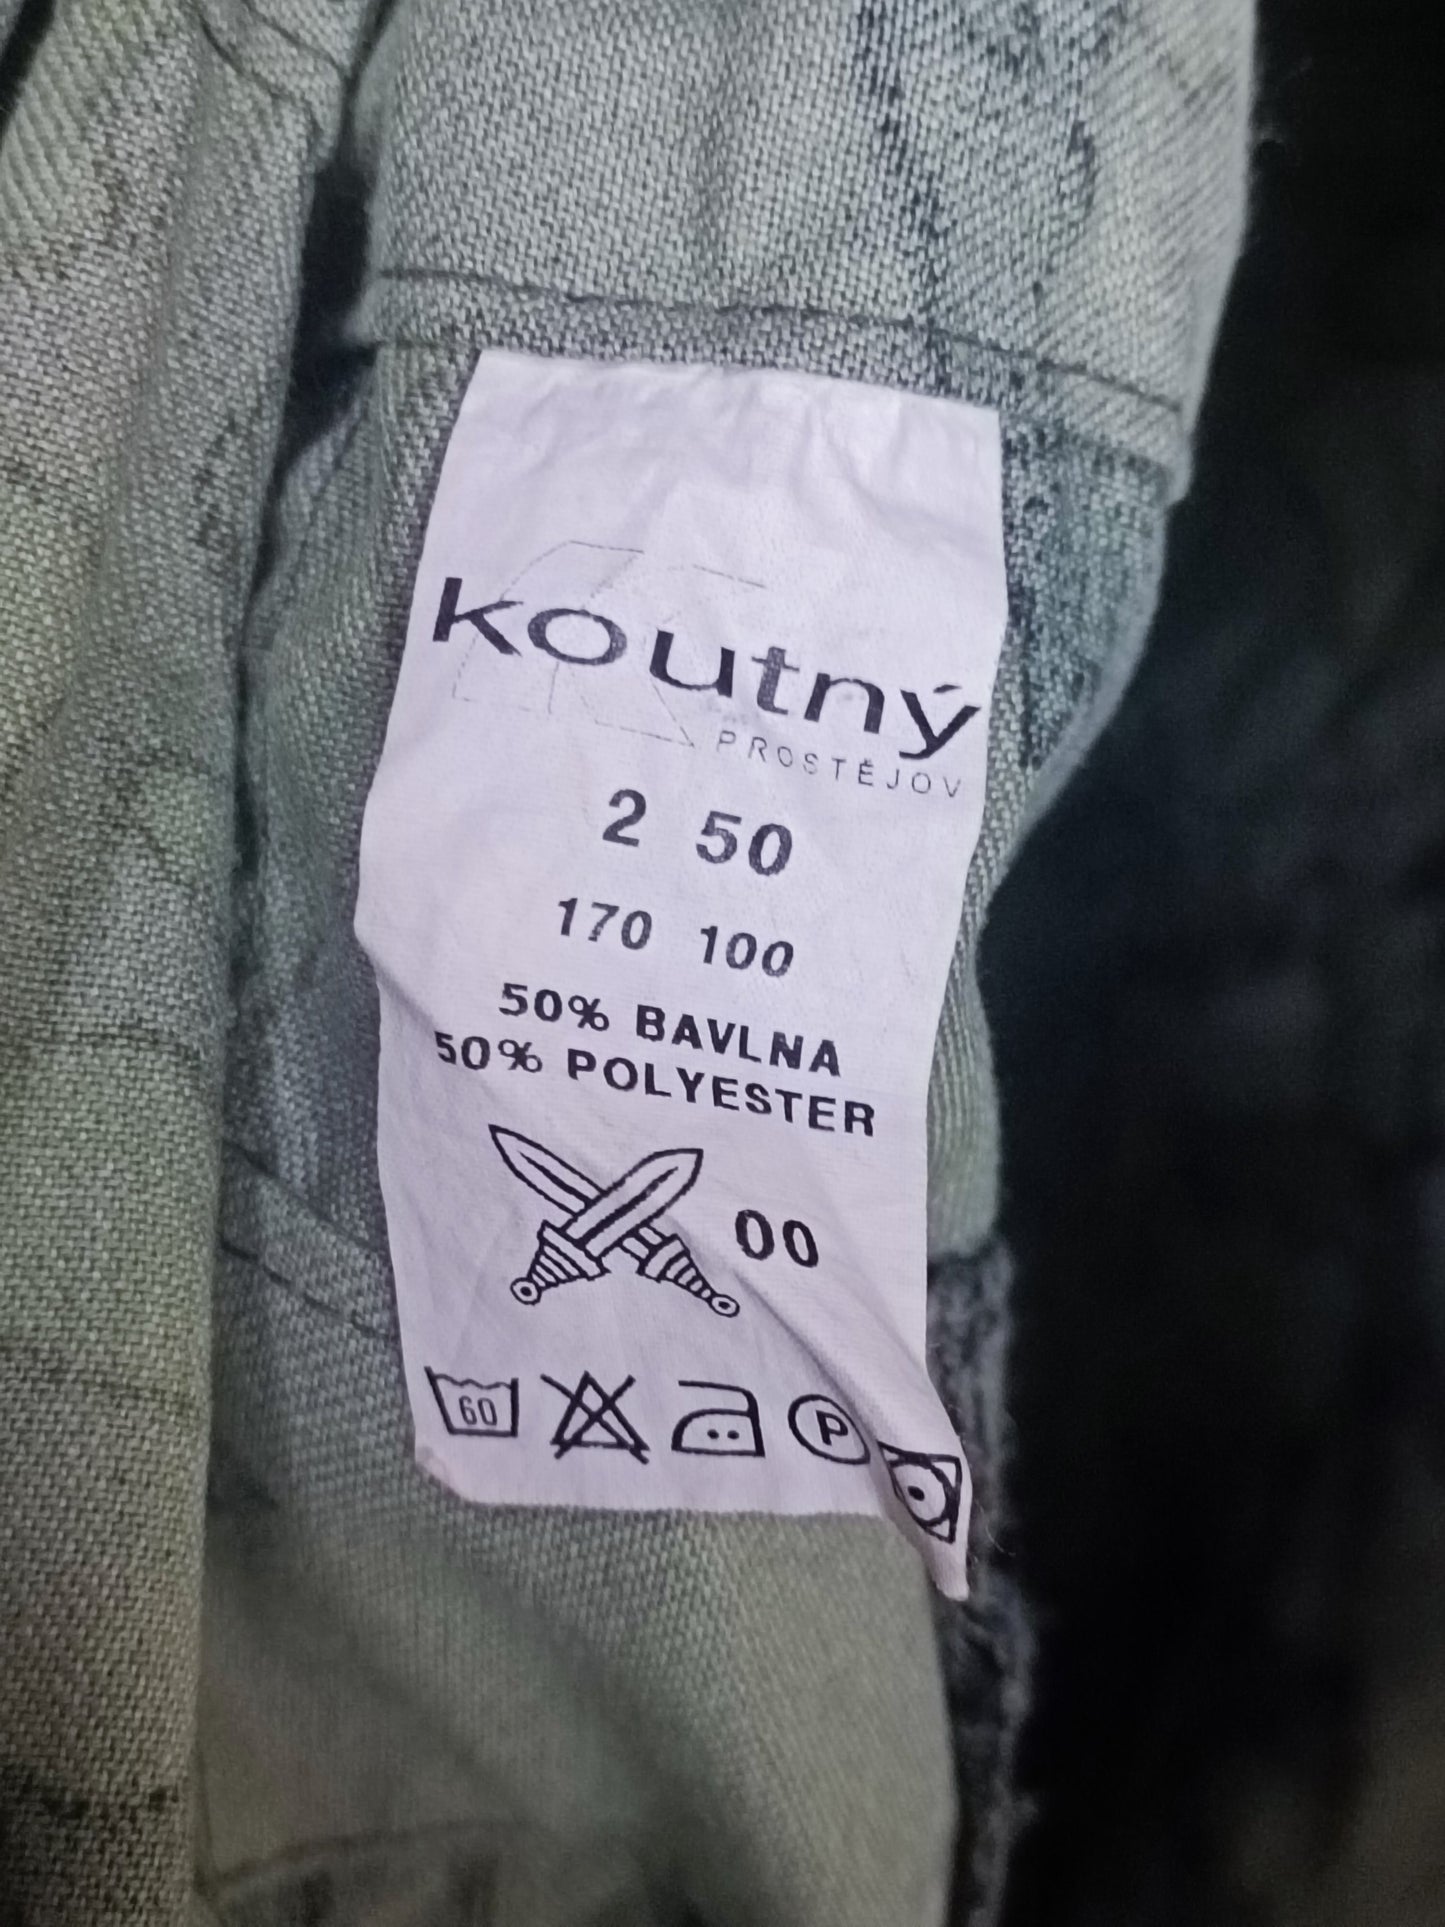 koutný
PROSTĚJOV
2 50
170 100
50% BAVLNA
50% POLYESTER
00
60
P